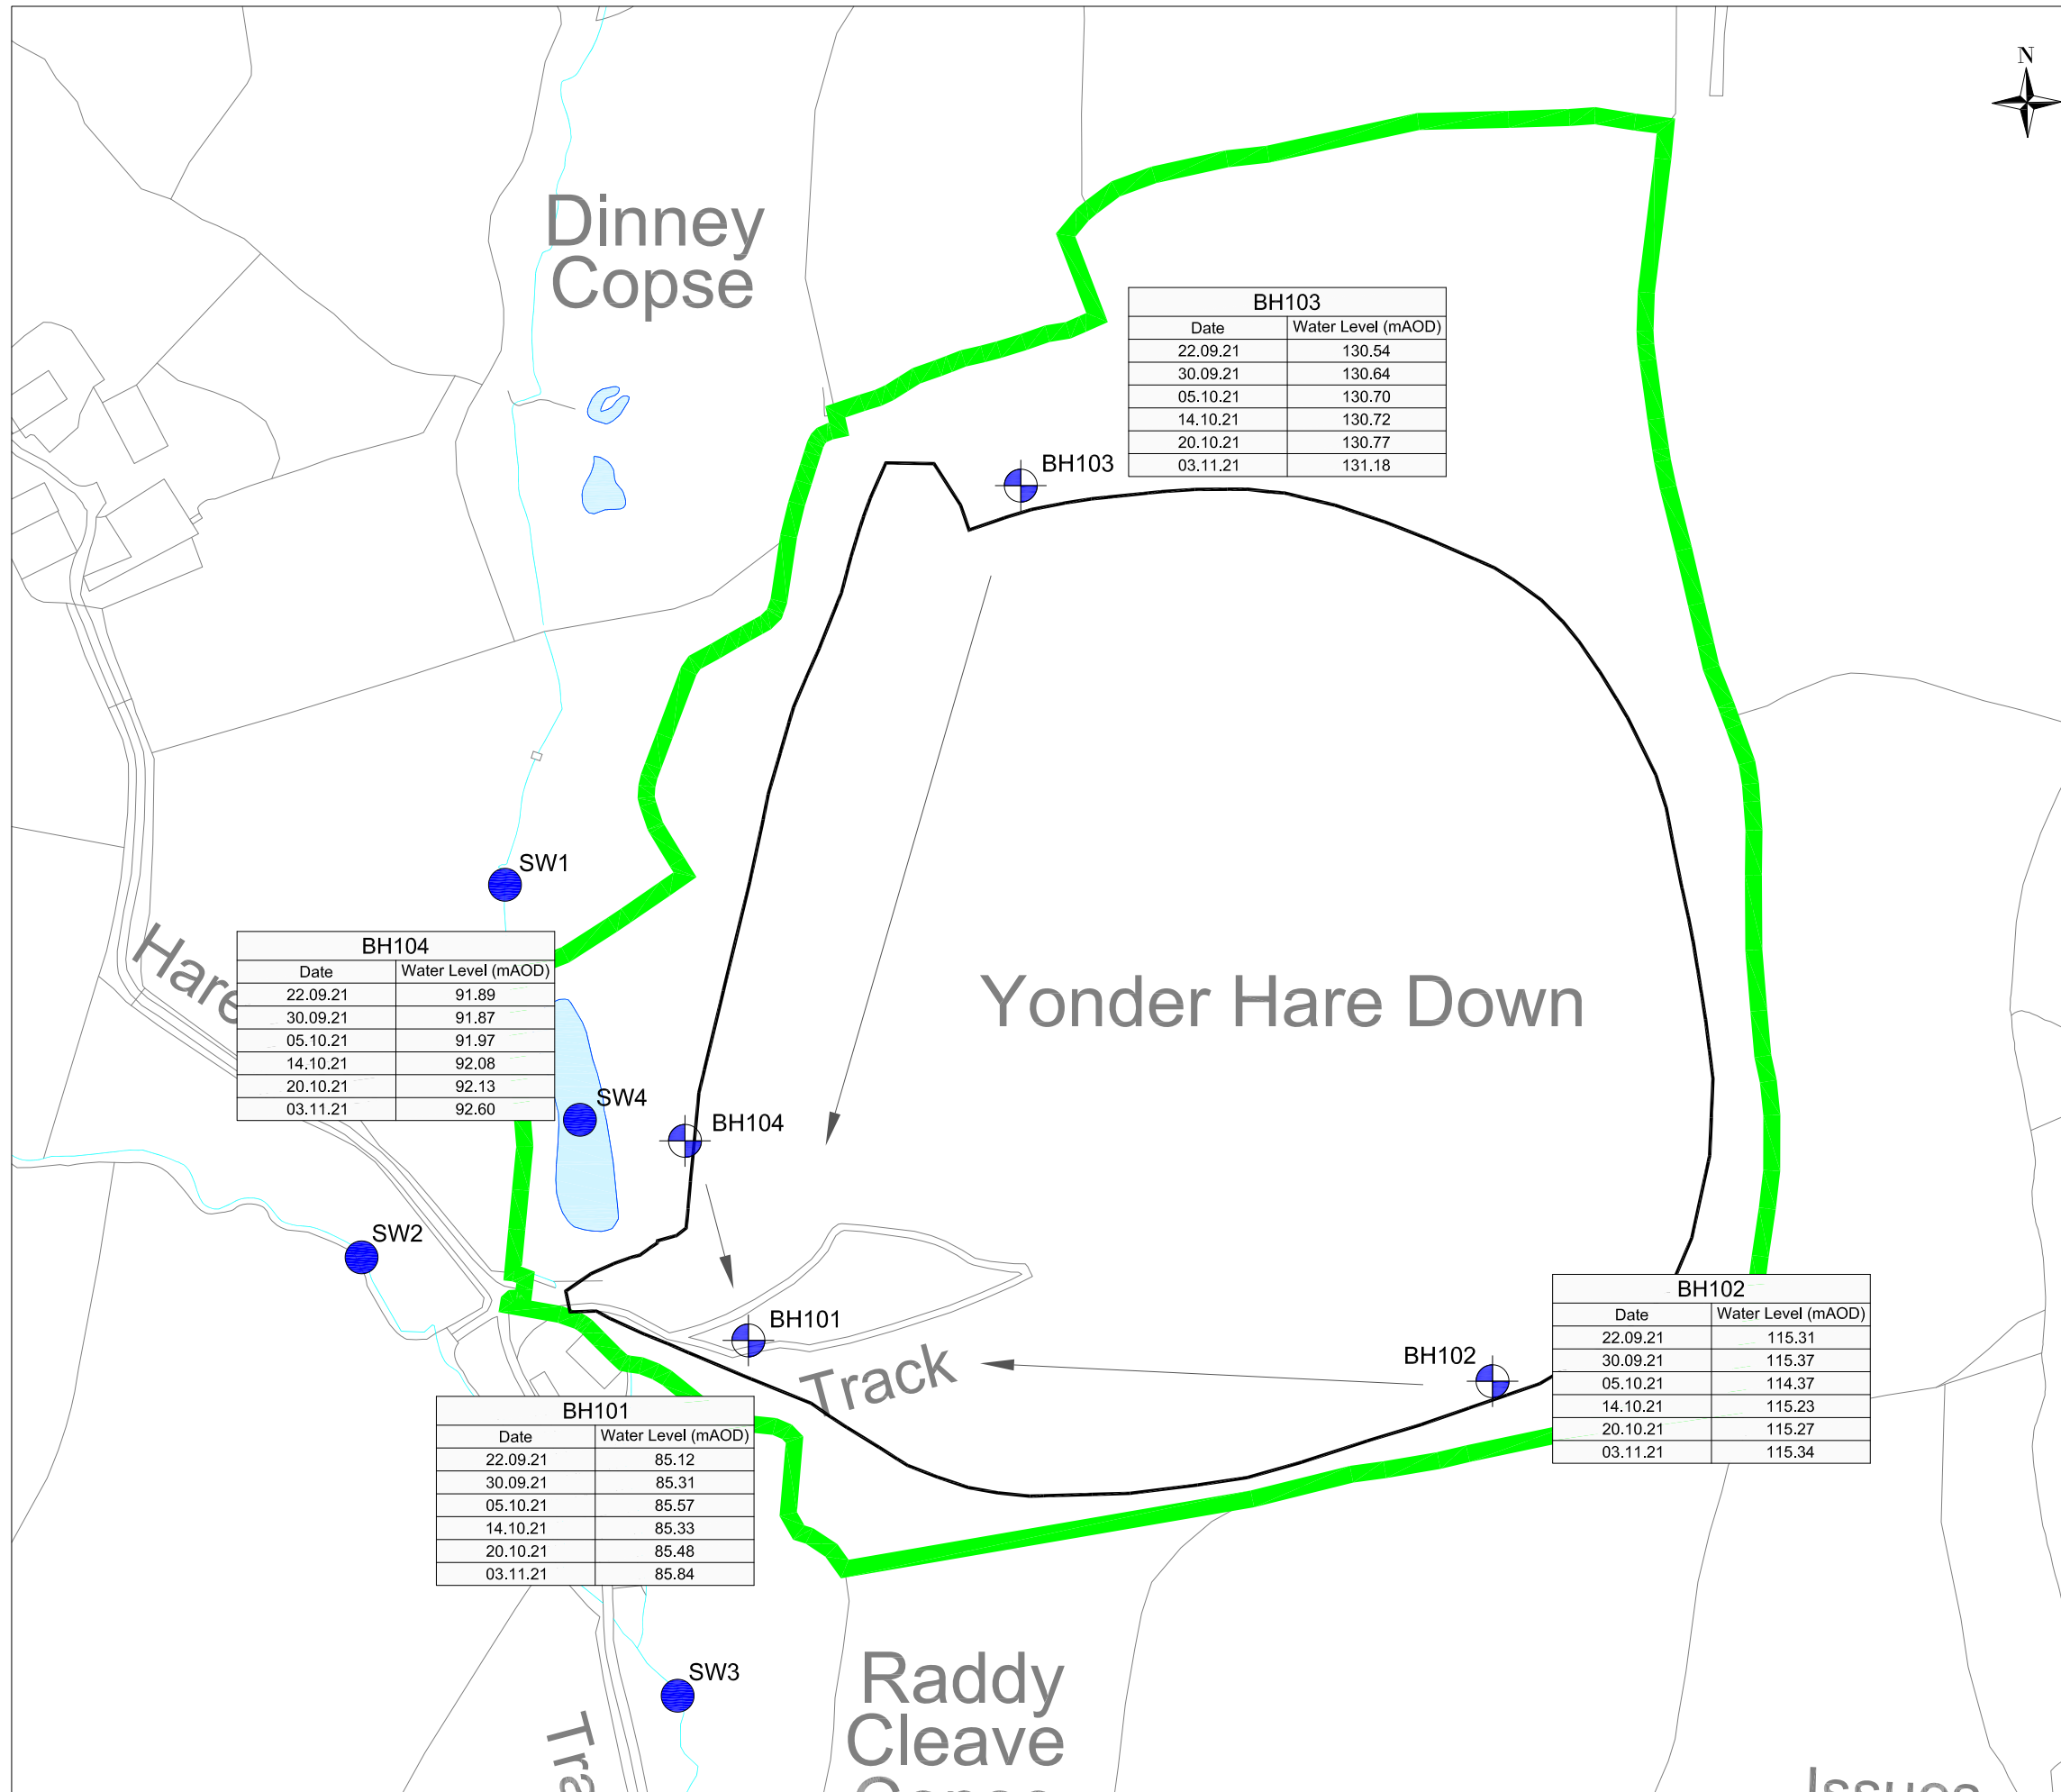 N
Dinney
Copse
BH103
Date Water Level (mAOD)
22.09.21 130.54
30.09.21 130.64
05.10.21 130.70
14.10.21 130.72
20.10.21 130.77
03.11.21 131.18
BH103
SW1
Hare
BH104
Date Water Level (mAOD)
22.09.21 91.89
30.09.21 91.87
05.10.21 91.97
14.10.21 92.08
20.10.21 92.13
03.11.21 92.60
Yonder Hare Down
SW4
BH104
SW2
BH101
Track
BH102
BH102
Date Water Level (mAOD)
22.09.21 115.31
30.09.21 115.37
05.10.21 114.37
14.10.21 115.23
20.10.21 115.27
03.11.21 115.34
BH101
Date Water Level (mAOD)
22.09.21 85.12
30.09.21 85.31
05.10.21 85.57
14.10.21 85.33
20.10.21 85.48
03.11.21 85.84
SW3
Raddy
Cleave
Copse
Tra
Issues